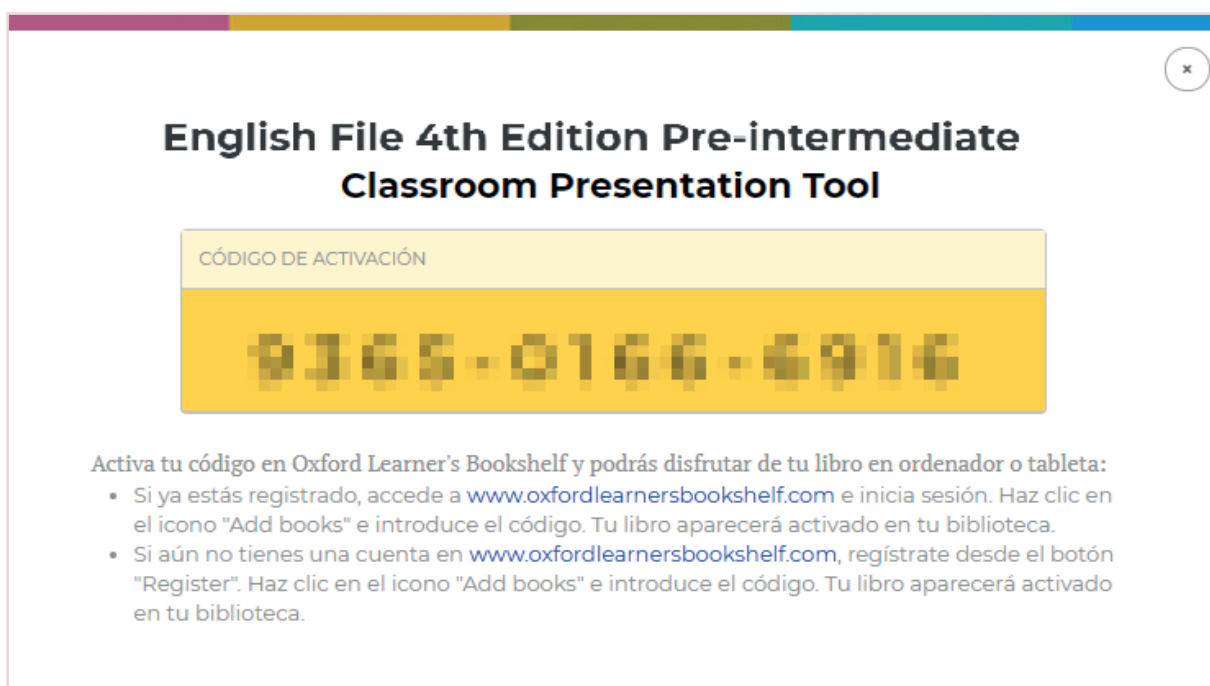 English File 4th Edition Pre-intermediate
Classroom Presentation Tool
CÓDIGO DE ACTIVACIÓN
Activa tu código en Oxford Learner's Bookshelf y podrás disfrutar de tu libro en ordenador o tableta:
• Si ya estás registrado, accede a www.oxfordlearnersbookshelf.com e inicia sesión. Haz clic en
el icono "Add books" e introduce el código. Tu libro aparecerá activado en tu biblioteca.
• Si aún no tienes una cuenta en www.oxfordlearnersbookshelf.com, regístrate desde el botón
"Register". Haz clic en el icono "Add books" e introduce el código. Tu libro aparecerá activado
en tu biblioteca.